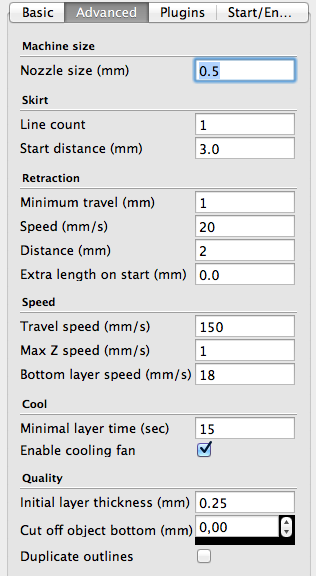 Basic Advanced Plugins Start/En...
Machine size
Nozzle size (mm) 0.5
Skirt
Line count 1
Start distance (mm) 3.0
Retraction
Minimum travel (mm) 1
Speed (mm/s) 20
Distance (mm) 2
Extra length on start (mm) 0.0
Speed
Travel speed (mm/s) 150
Max Z speed (mm/s) 1
Bottom layer speed (mm/s) 18
Cool
Minimal layer time (sec) 15
Enable cooling fan
Quality
Initial layer thickness (mm) 0.25
Cut off object bottom (mm) 0,00
Duplicate outlines